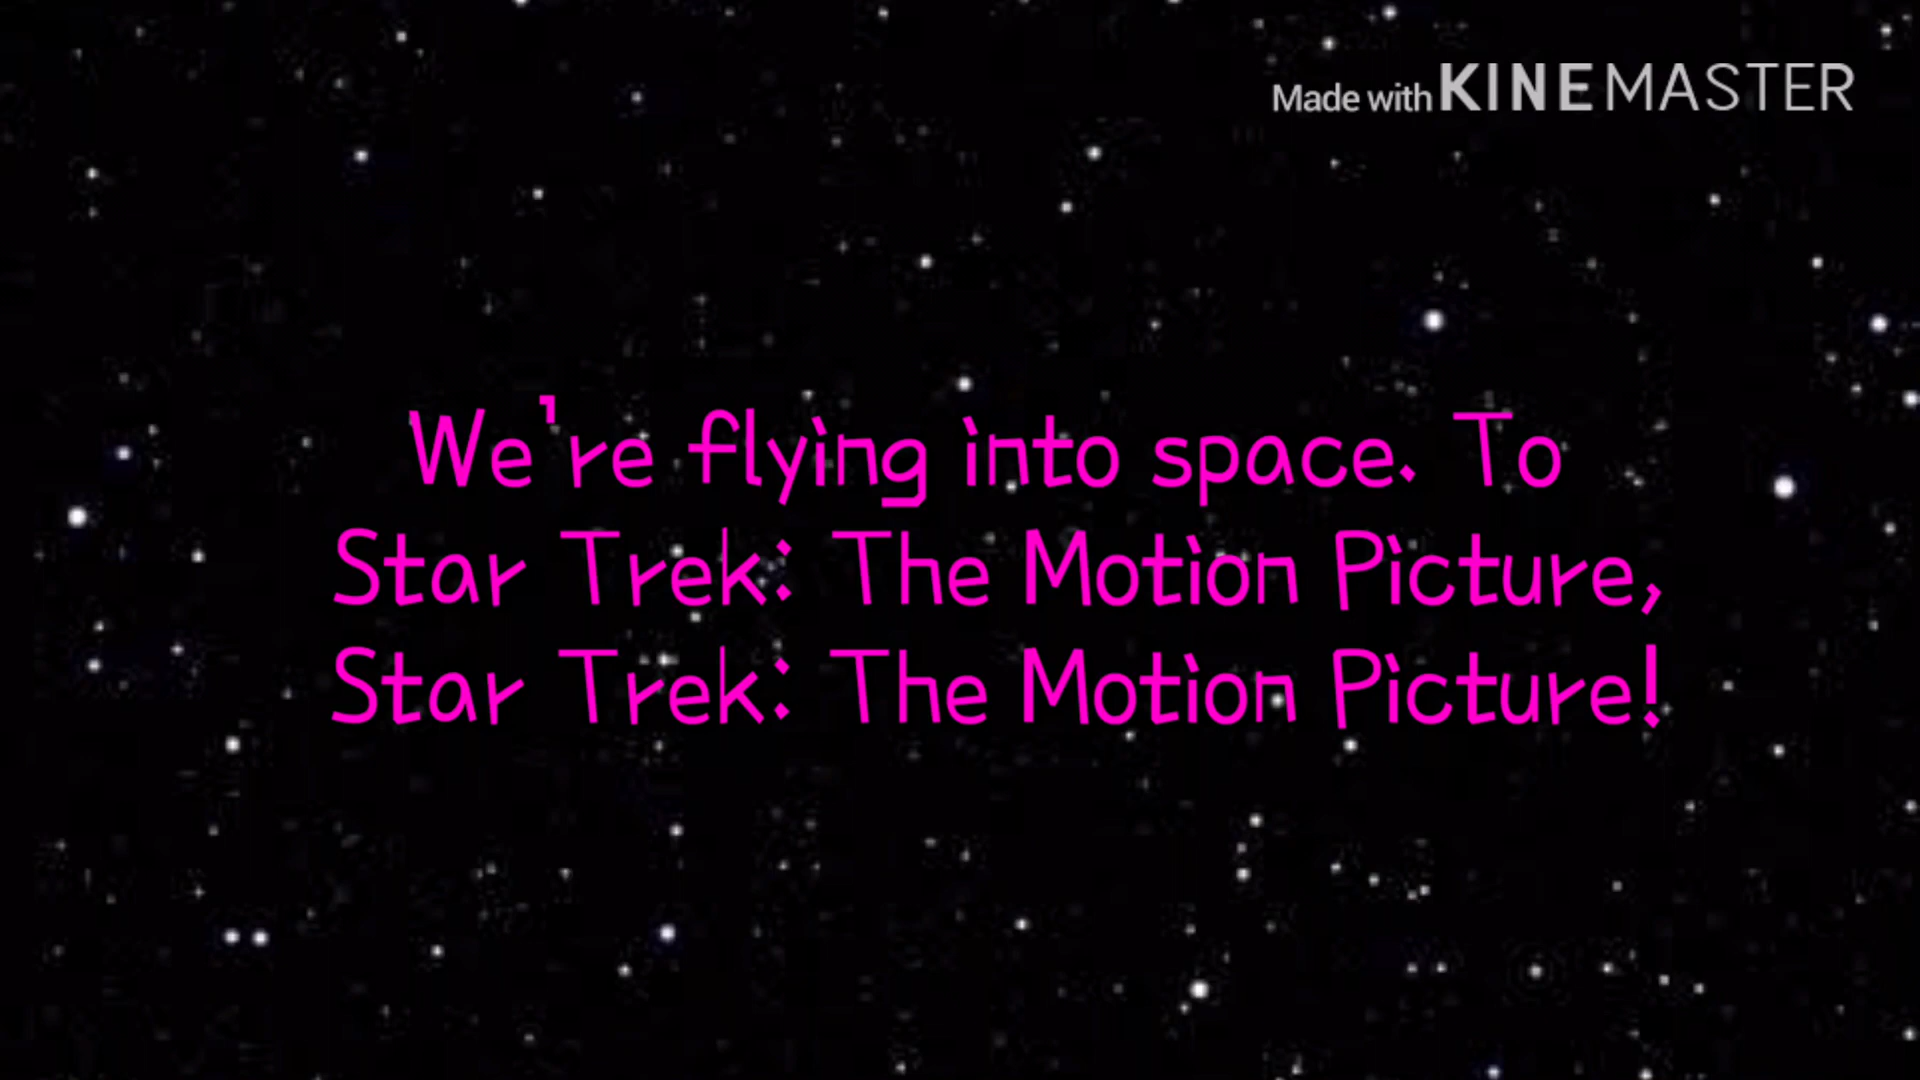 Made with KINEMASTER
We're flying into space. To
Star Trek: The Motion Picture,
Star Trek: The Motion Picture!